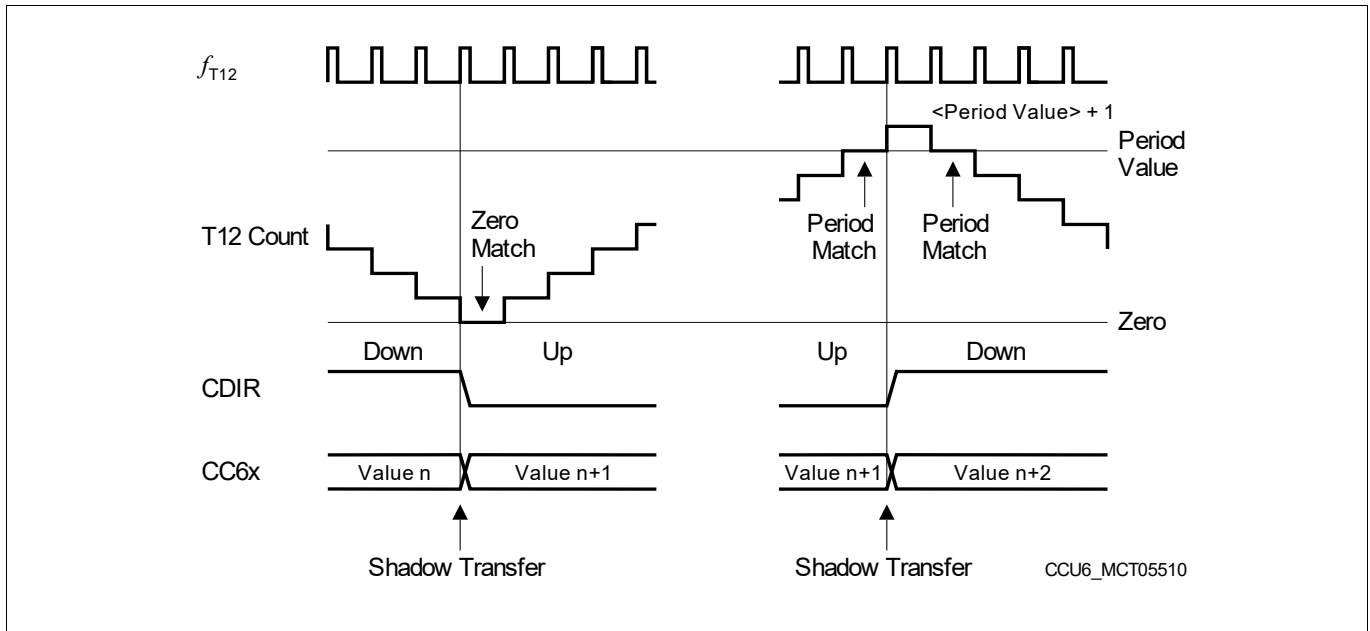 fT12
<Period Value> + 1
Period
Value
Period
Match
Period
Match
T12 Count
Zero
Match
Zero
Down
Up
Up
Down
CDIR
CC6x
Value n
Value n+1
Value n+1
Value n+2
Shadow Transfer
Shadow Transfer
CCU6_MCT05510